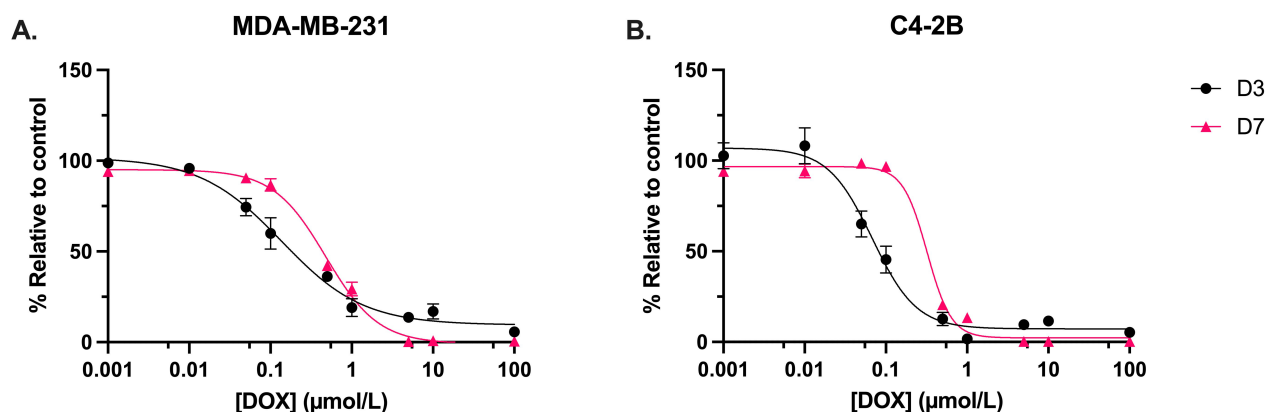 A.
MDA-MB-231
% Relative to control
150
100
50
0
0.001 0.01 0.1 1 10 100
[DOX] (µmol/L)
B.
C4-2B
% Relative to control
150
100
50
0
0.001 0.01 0.1 1 10 100
[DOX] (µmol/L)
D3
D7